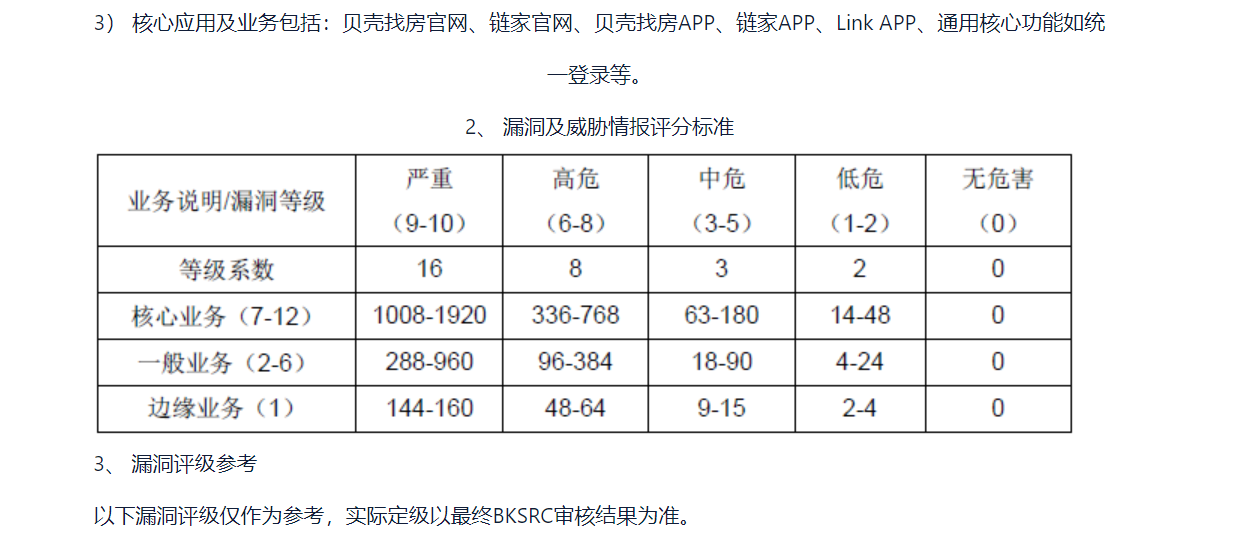 3） 核心应用及业务包括：贝壳找房官网、链家官网、贝壳找房APP、链家APP、Link APP、通用核心功能如统
一登录等。
2、 漏洞及威胁情报评分标准
业务说明/漏洞等级 严重（9-10） 高危（6-8） 中危（3-5） 低危（1-2） 无危害（0）
等级系数 16 8 3 2 0
核心业务（7-12） 1008-1920 336-768 63-180 14-48 0
一般业务（2-6） 288-960 96-384 18-90 4-24 0
边缘业务（1） 144-160 48-64 9-15 2-4 0
3、 漏洞评级参考
以下漏洞评级仅作为参考，实际定级以最终BKSRC审核结果为准。